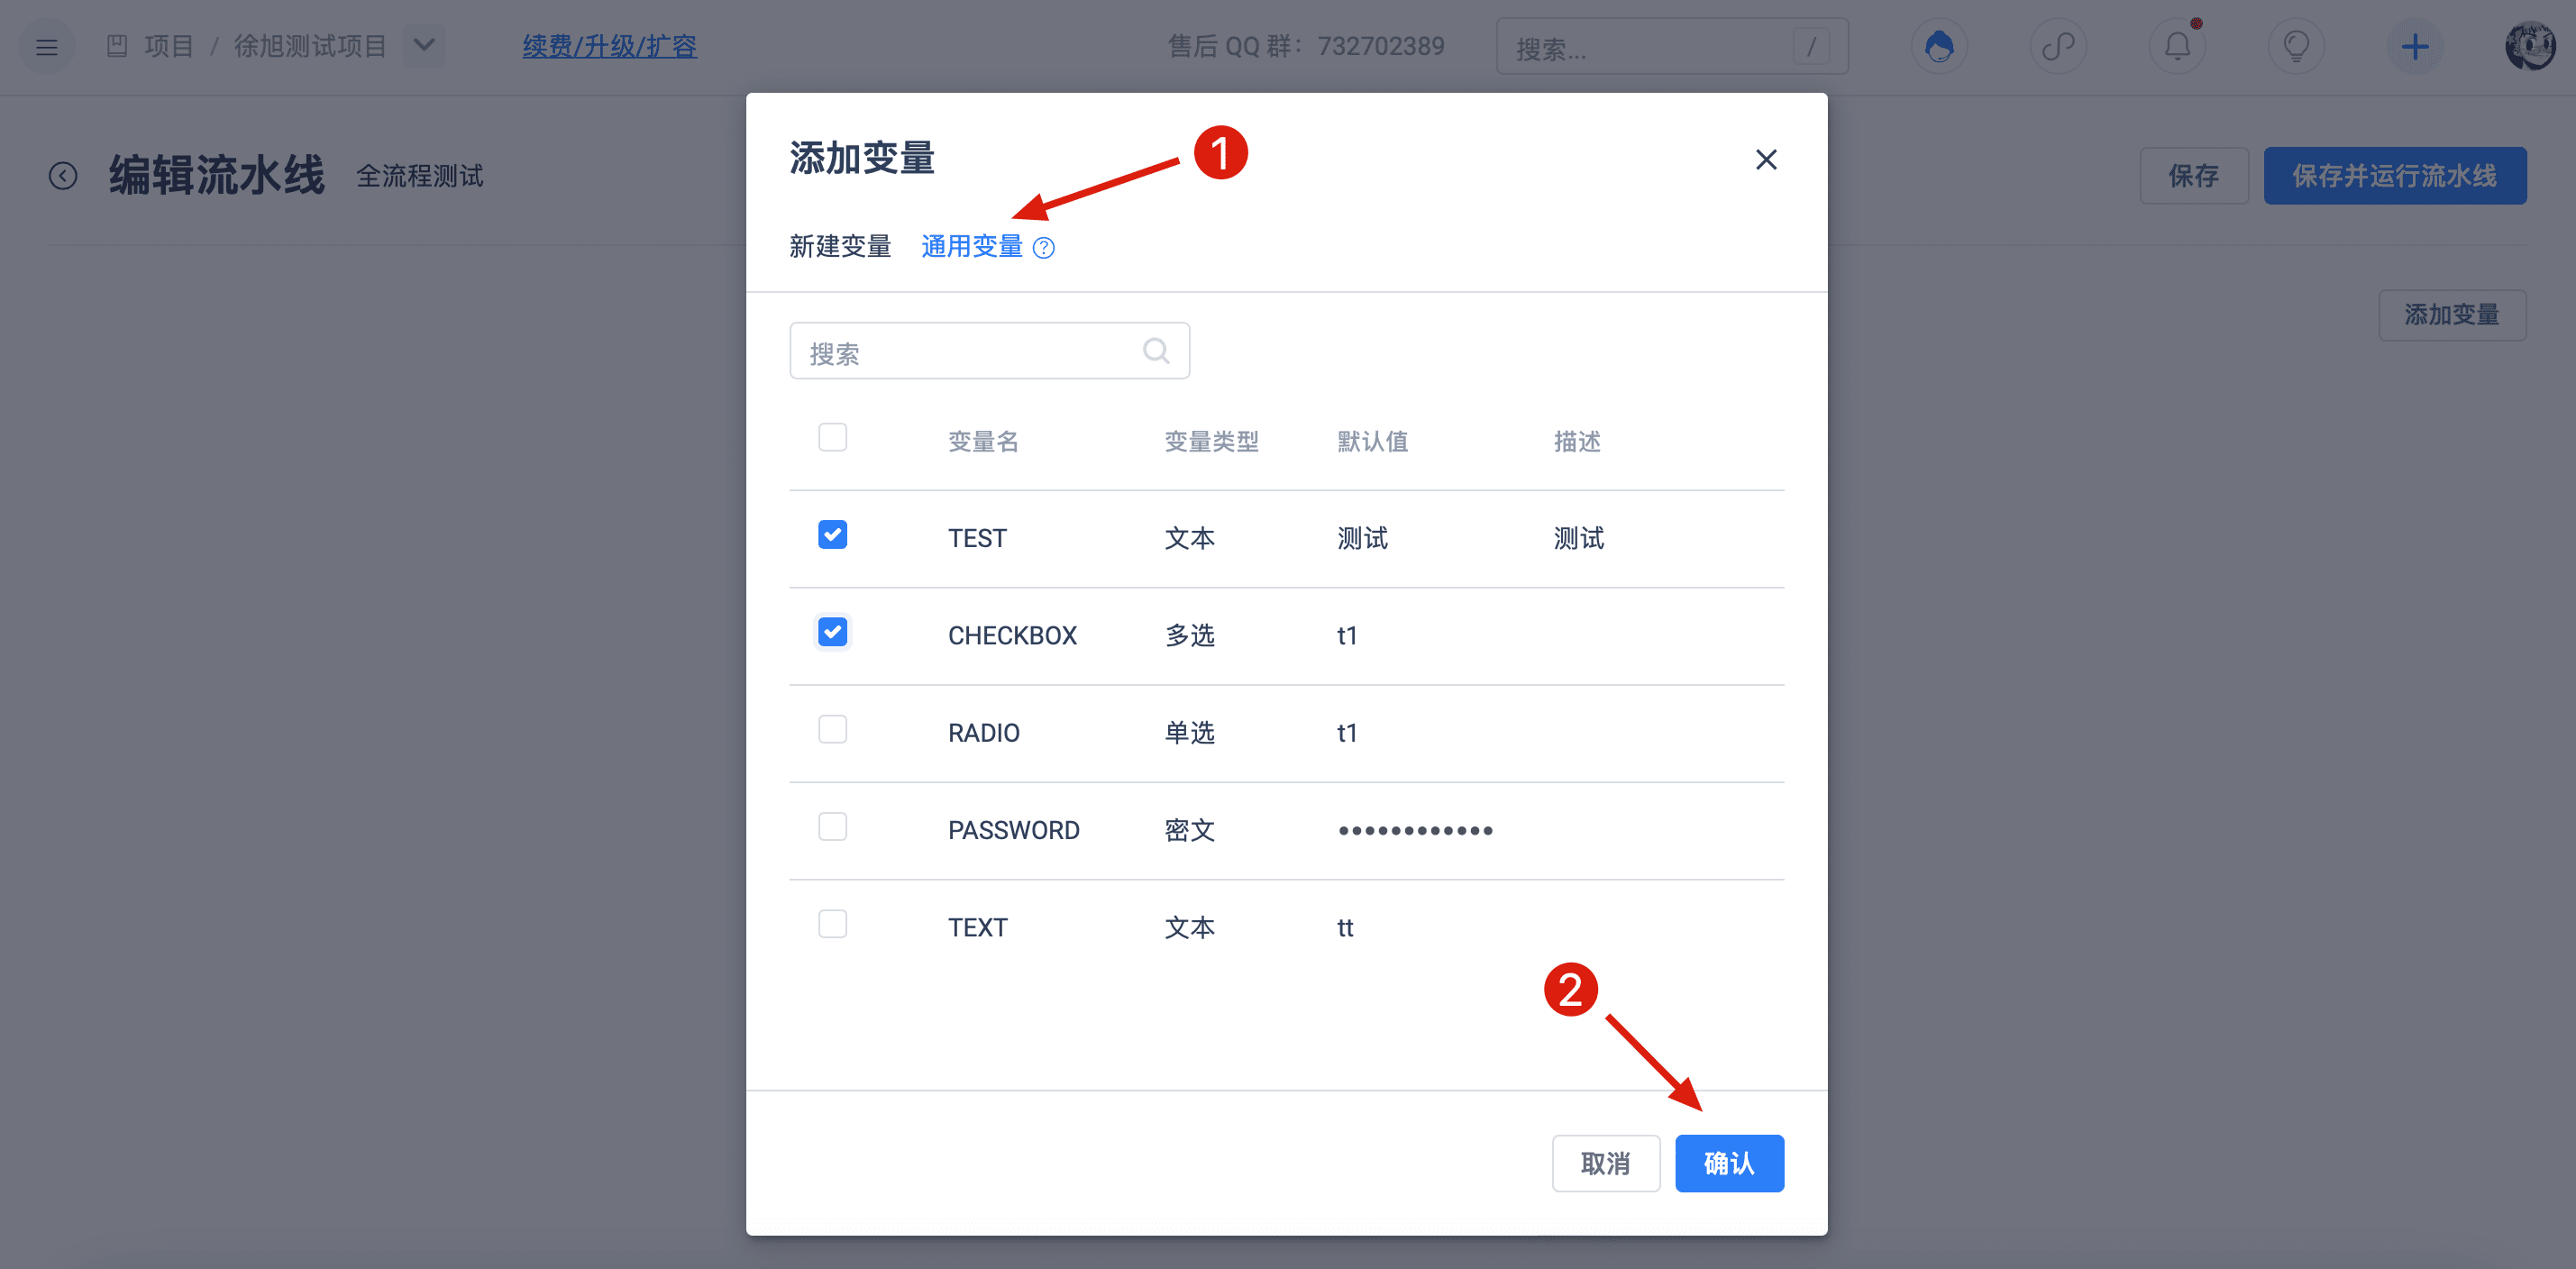 项目 / 徐旭测试项目 续费/升级/扩容 售后 QQ 群：732702389 搜索... /
编辑流水线 全流程测试 保存 保存并运行流水线
添加变量
添加变量 1
新建变量 通用变量 ?
搜索
变量名 变量类型 默认值 描述
TEST 文本 测试 测试
CHECKBOX 多选 t1
RADIO 单选 t1
PASSWORD 密文 ••••••••••••
TEXT 文本 tt
2
取消 确认